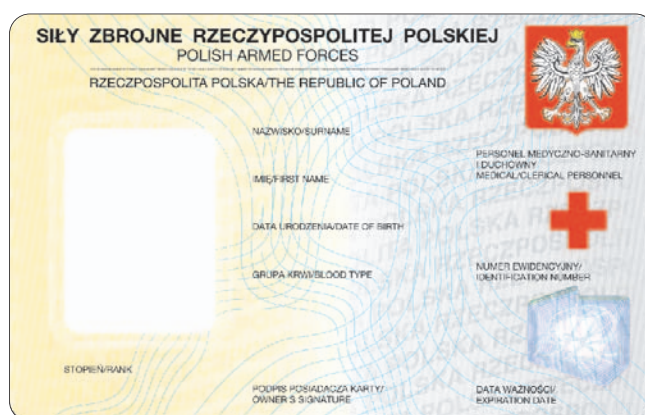 SIŁY ZBROJNE RZECZYPOSPOLITEJ POLSKIEJ
POLISH ARMED FORCES
RZECZPOSPOLITA POLSKA/THE REPUBLIC OF POLAND
NAZWISKO/SURNAME
IMIĘ/FIRST NAME
DATA URODZENIA/DATE OF BIRTH
GRUPA KRWI/BLOOD TYPE
STOPIEŃ/RANK
PODPIS POSIADACZA KARTY/
OWNER'S SIGNATURE
PERSONEL MEDYCZNO-SANITARNY
I DUCHOWNY
MEDICAL/CLERICAL PERSONNEL
NUMER EWIDENCYJNY/
IDENTIFICATION NUMBER
DATA WAŻNOŚCI/
EXPIRATION DATE